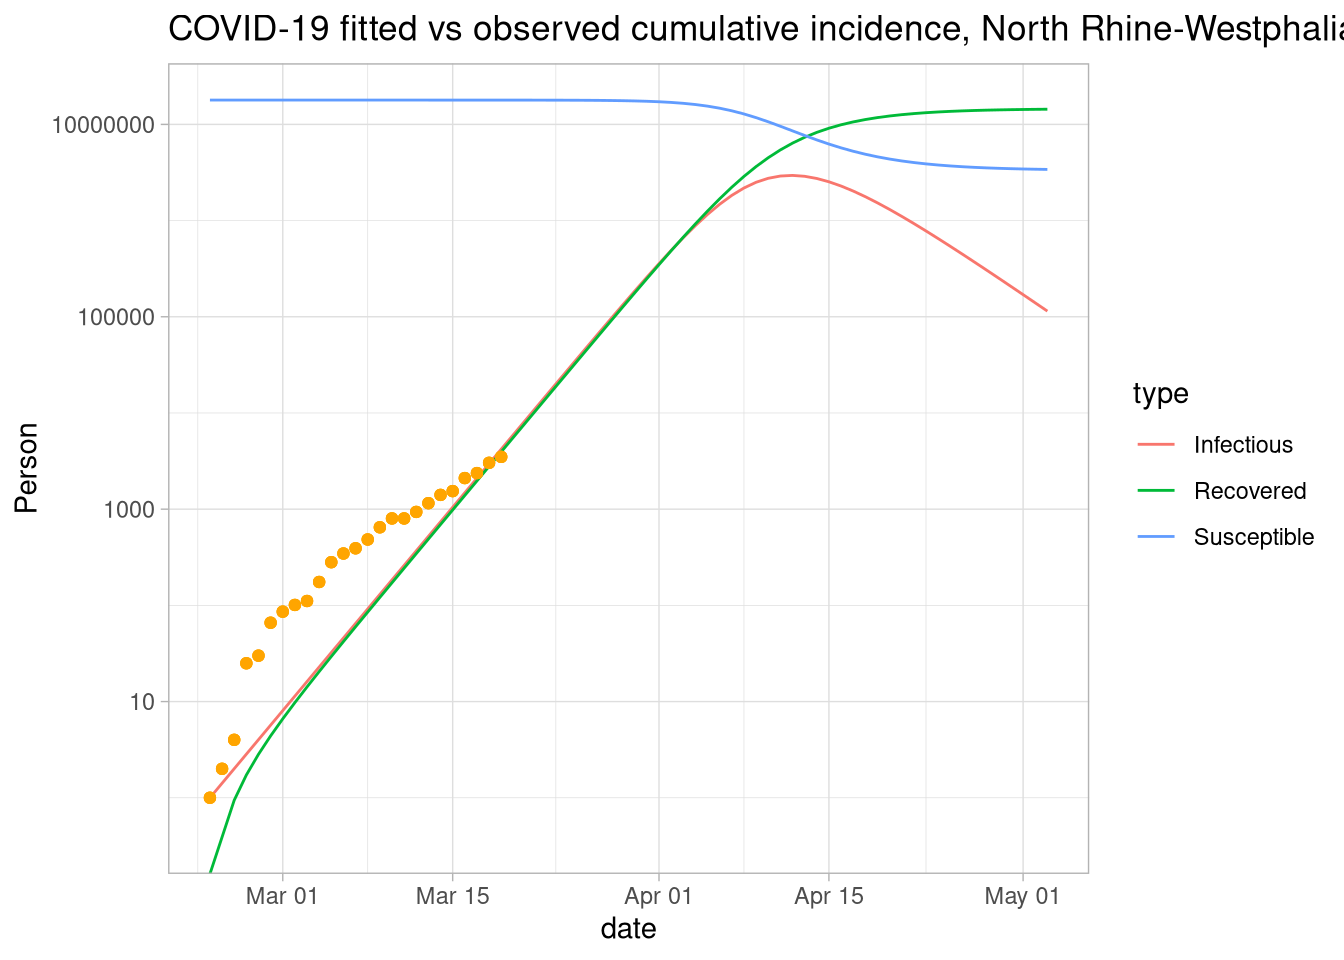 COVID-19 fitted vs observed cumulative incidence, North Rhine-Westphalia
10000000
100000
1000
10
Person
Mar 01
Mar 15
Apr 01
Apr 15
May 01
date
type
Infectious
Recovered
Susceptible